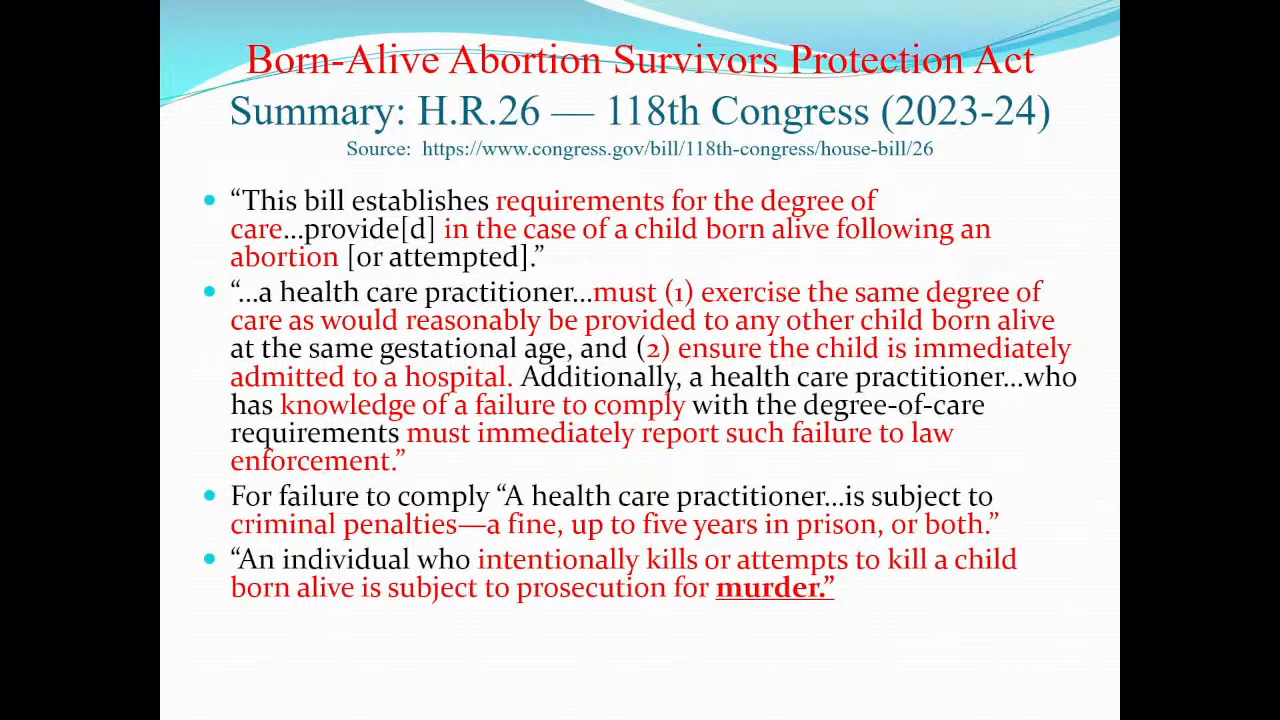 Born-Alive Abortion Survivors Protection Act
Summary: H.R.26 — 118th Congress (2023-24)
Source: https://www.congress.gov/bill/118th-congress/house-bill/26
• “This bill establishes requirements for the degree of
care…provide[d] in the case of a child born alive following an
abortion [or attempted].”
• “…a health care practitioner…must (1) exercise the same degree of
care as would reasonably be provided to any other child born alive
at the same gestational age, and (2) ensure the child is immediately
admitted to a hospital. Additionally, a health care practitioner…who
has knowledge of a failure to comply with the degree-of-care
requirements must immediately report such failure to law
enforcement.”
• For failure to comply “A health care practitioner…is subject to
criminal penalties—a fine, up to five years in prison, or both.”
• “An individual who intentionally kills or attempts to kill a child
born alive is subject to prosecution for murder.”